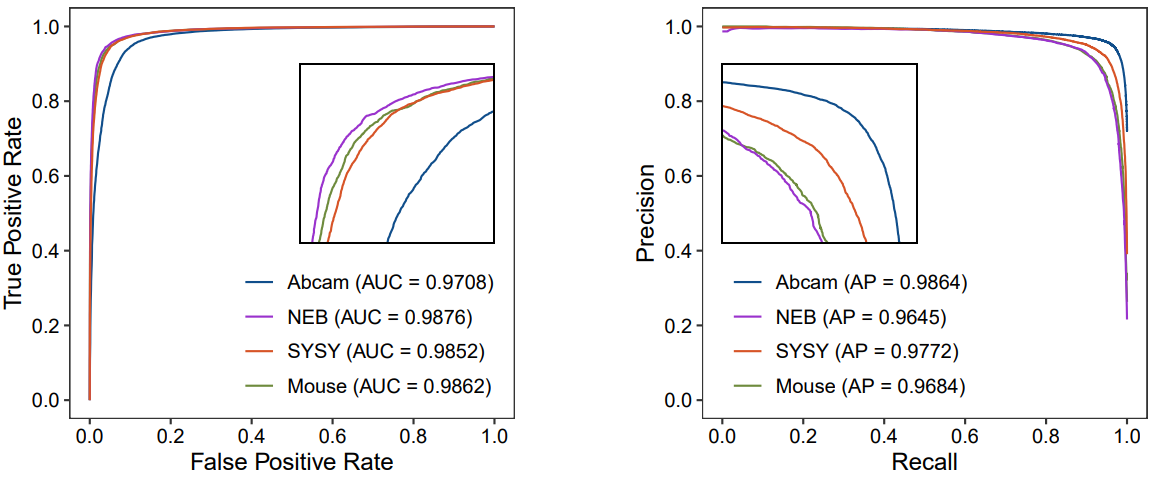 True Positive Rate
1.0
0.8
0.6
0.4
0.2
0.0
Abcam (AUC = 0.9708)
NEB (AUC = 0.9876)
SYSY (AUC = 0.9852)
Mouse (AUC = 0.9862)
0.0 0.2 0.4 0.6 0.8 1.0
False Positive Rate
Precision
1.0
0.8
0.6
0.4
0.2
0.0
Abcam (AP = 0.9864)
NEB (AP = 0.9645)
SYSY (AP = 0.9772)
Mouse (AP = 0.9684)
0.0 0.2 0.4 0.6 0.8 1.0
Recall